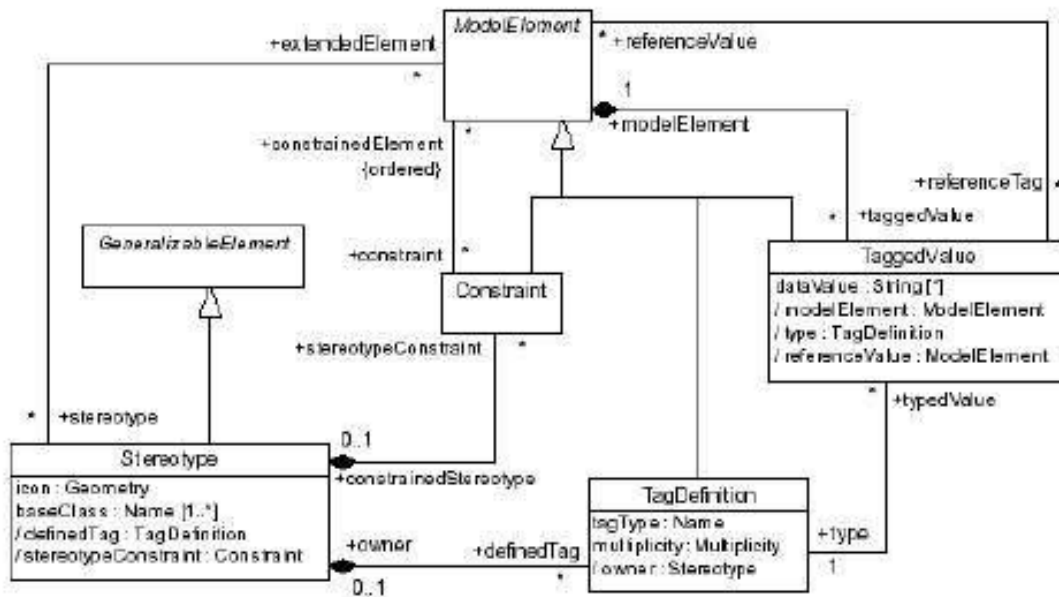 ModelElement
+extendedElement
*
*
+referenceValue
1
+modelElement
*
+constrainedElement
{ordered}
+referenceTag
*
*
+taggedValue
GeneralizableElement
+constraint
*
TaggedValue
dataValue : String [*]
/ modelElement : ModelElement
/ type : TagDefinition
/ referenceValue : ModelElement
Constraint
+stereotypeConstraint
*
*
+typedValue
*
+stereotype
0..1
+constrainedStereotype
Stereotype
icon : Geometry
baseClass : Name [1..*]
/ definedTag : TagDefinition
/ stereotypeConstraint : Constraint
TagDefinition
tagType : Name
multiplicity : Multiplicity
/ owner : Stereotype
+type
1
+owner
0..1
+definedTag
*